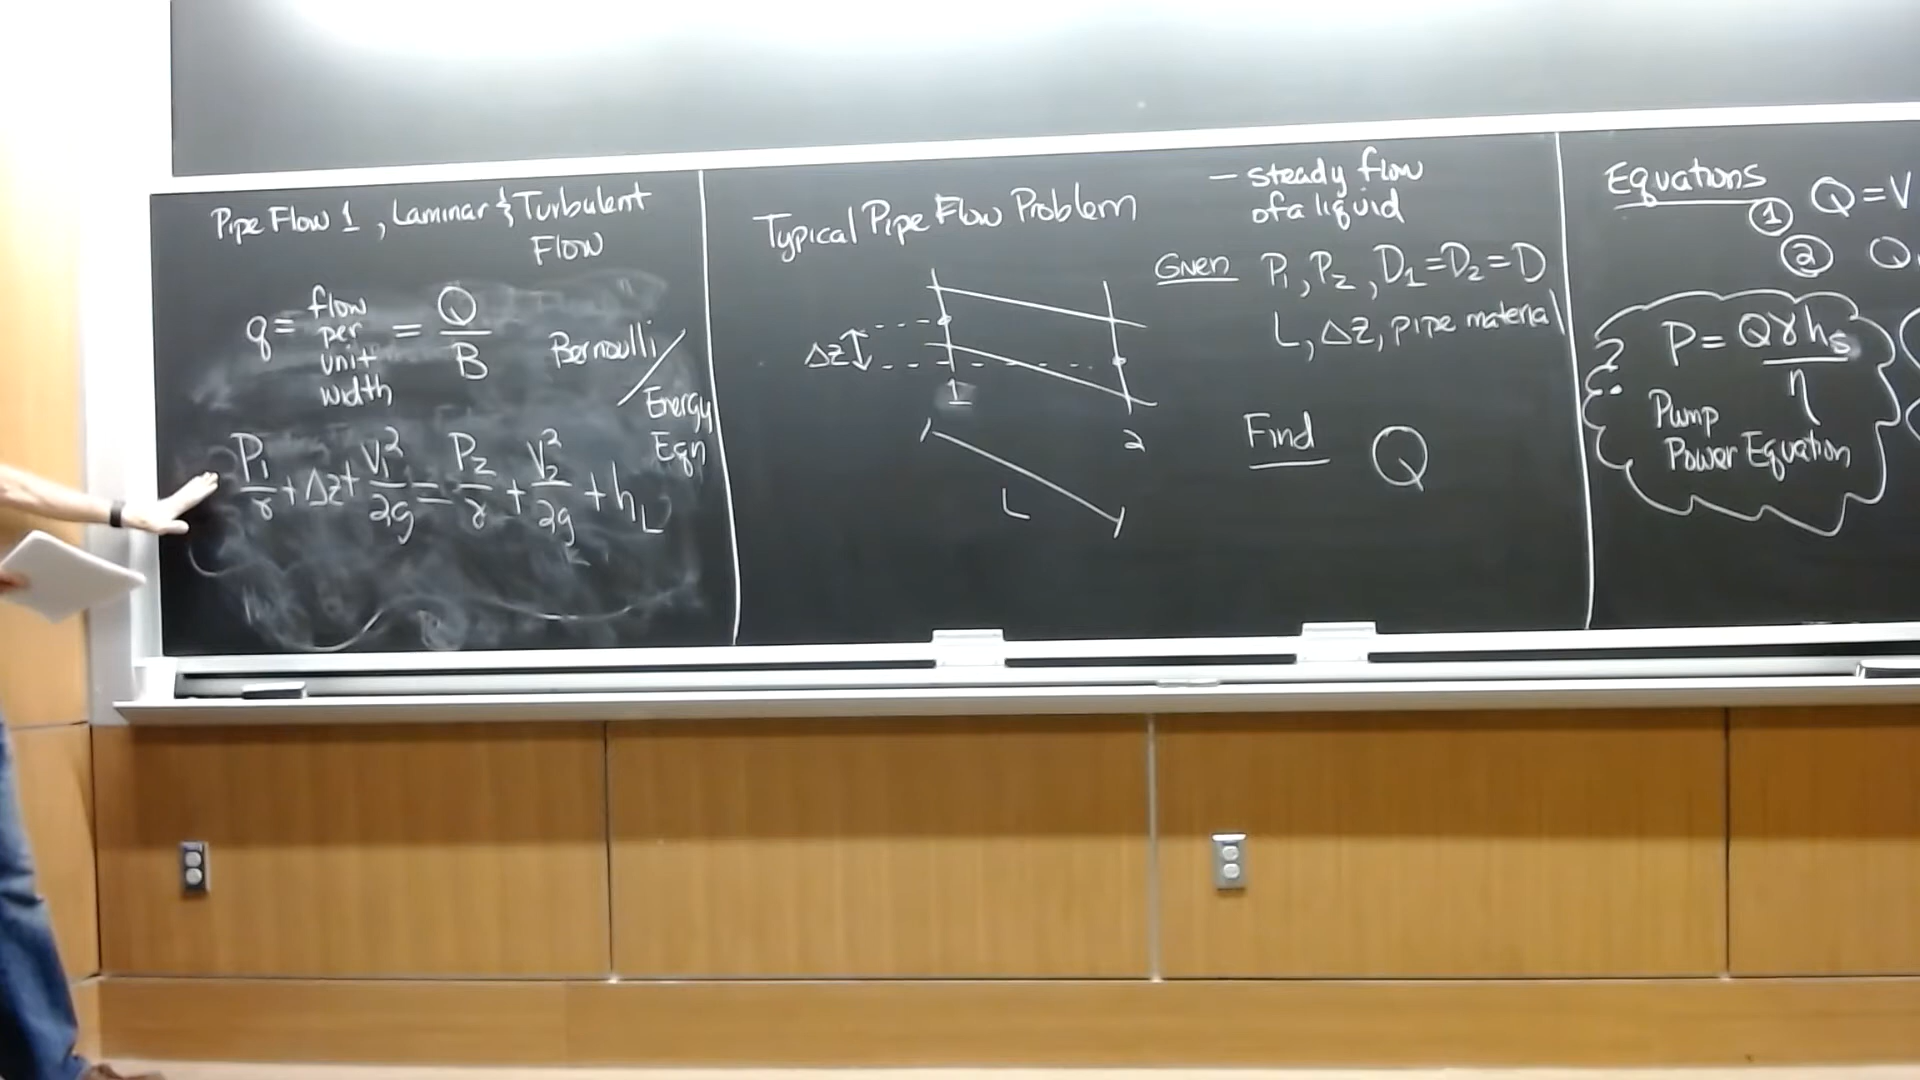 Pipe Flow 1, Laminar & Turbulent
Flow
q = flow per unit width = Q/B
Bernoulli/
Energy
Eqn
P₁/γ + Δz + V₁²/2g = P₂/γ + V₂²/2g + h_L
Typical Pipe Flow Problem
- steady flow
of a liquid
Given P₁, P₂, D₁=D₂=D
L, Δz, pipe material
Δz
1
2
L
Find Q
Equations
① Q=V
② Q
P = Qγh_s/η
Pump
Power Equation